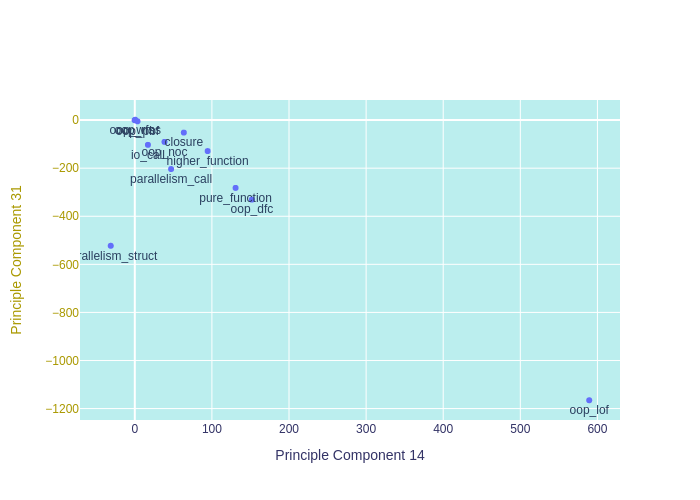 0
−200
−400
−600
−800
−1000
−1200
closure
io_call
oop_noc
higher_function
parallelism_call
pure_function
oop_dfc
rallelism_struct
oop_lof
0
100
200
300
400
500
600
Principle Component 14
Principle Component 31